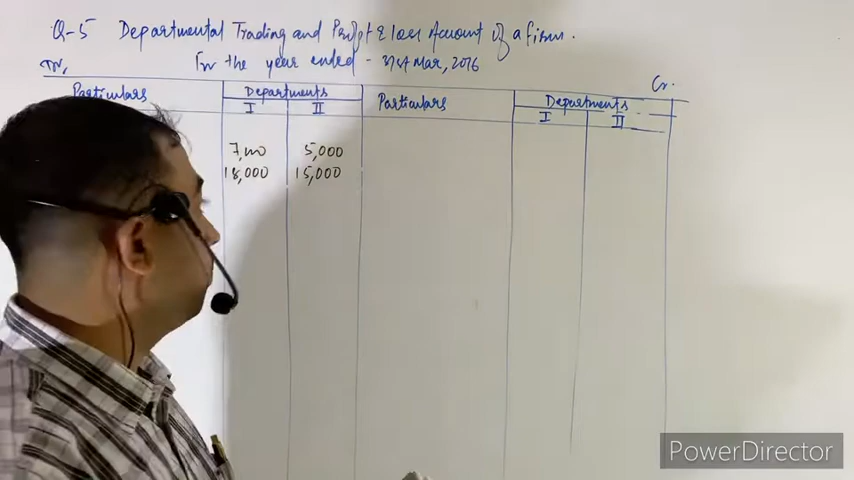 Q-5 Departmental Trading and Profit & loss Account of a firm.
For the year ended - 31st Mar, 2016
Dr. Cr.
Particulars Departments Particulars Departments
I II I II
7,000 5,000
18,000 15,000
PowerDirector